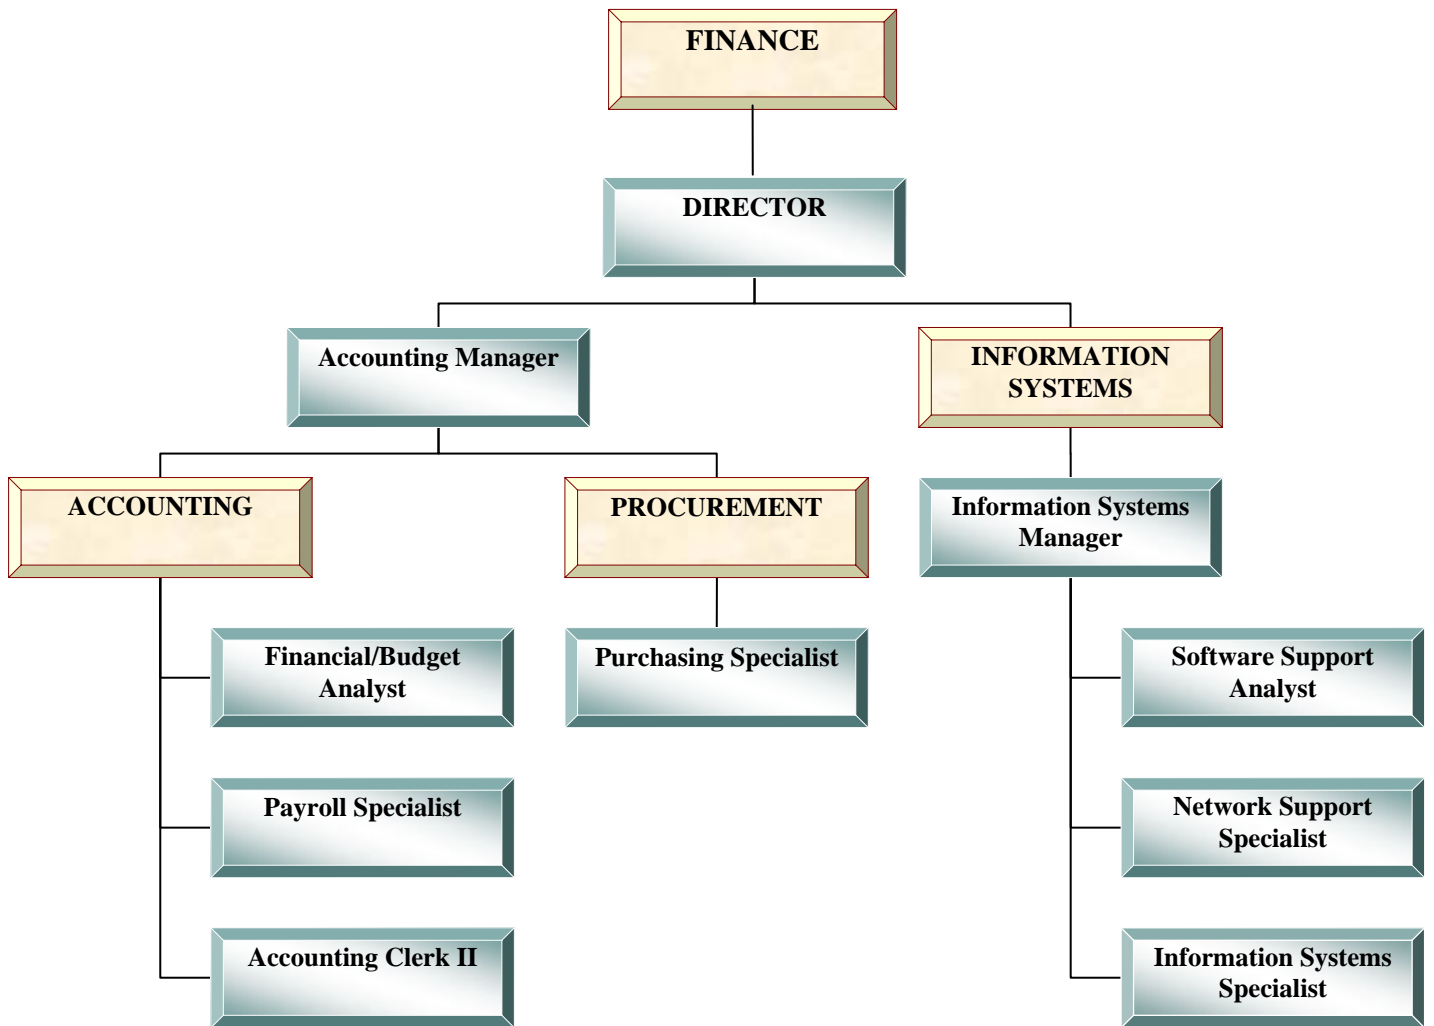 FINANCE
DIRECTOR
Accounting Manager
INFORMATION
SYSTEMS
ACCOUNTING
PROCUREMENT
Information Systems
Manager
Financial/Budget
Analyst
Purchasing Specialist
Software Support
Analyst
Payroll Specialist
Network Support
Specialist
Accounting Clerk II
Information Systems
Specialist